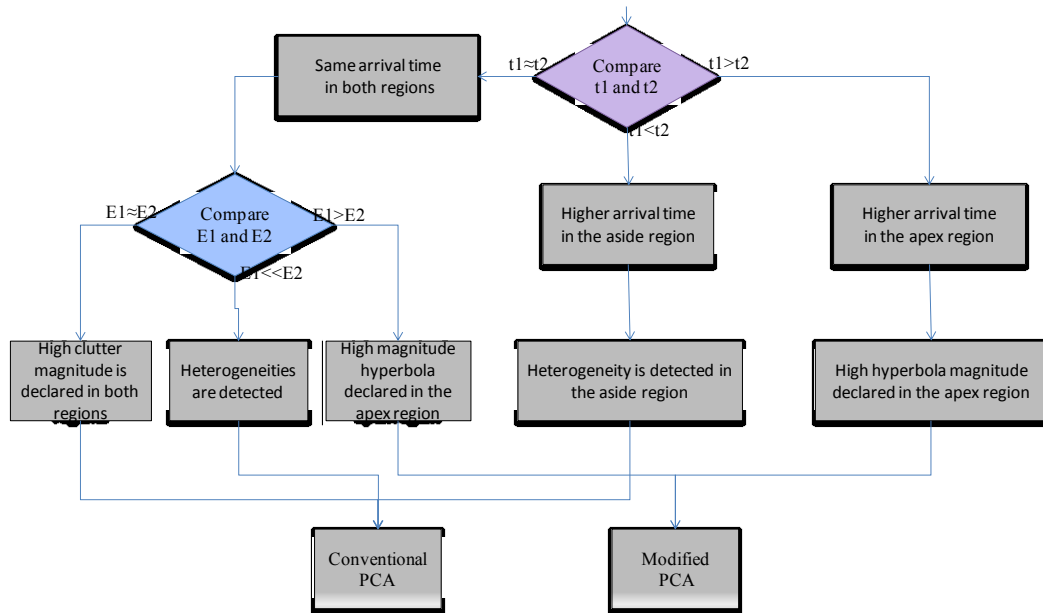 Same arrival time
in both regions
t1≈t2
Compare
t1 and t2
t1>t2
t1<t2
Higher arrival time
in the aside region
Higher arrival time
in the apex region
E1≈E2
Compare
E1 and E2
E1>E2
E1<<E2
High clutter
magnitude is
declared in both
regions
Heterogeneities
are detected
High magnitude
hyperbola
declared in the
apex region
Heterogeneity is detected in
the aside region
High hyperbola magnitude
declared in the apex region
Conventional
PCA
Modified
PCA